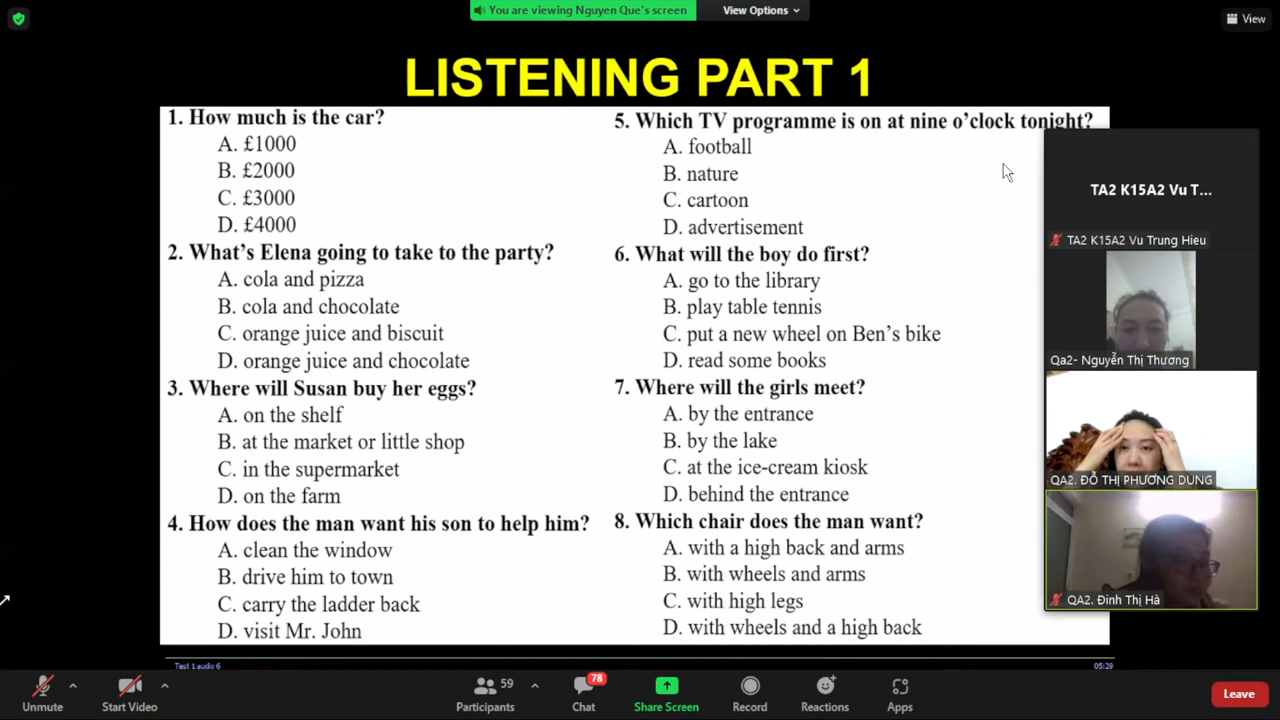 You are viewing Nguyen Que's screen
View Options
View
LISTENING PART 1
1. How much is the car?
A. £1000
B. £2000
C. £3000
D. £4000
2. What's Elena going to take to the party?
A. cola and pizza
B. cola and chocolate
C. orange juice and biscuit
D. orange juice and chocolate
3. Where will Susan buy her eggs?
A. on the shelf
B. at the market or little shop
C. in the supermarket
D. on the farm
4. How does the man want his son to help him?
A. clean the window
B. drive him to town
C. carry the ladder back
D. visit Mr. John
5. Which TV programme is on at nine o'clock tonight?
A. football
B. nature
C. cartoon
D. advertisement
6. What will the boy do first?
A. go to the library
B. play table tennis
C. put a new wheel on Ben's bike
D. read some books
7. Where will the girls meet?
A. by the entrance
B. by the lake
C. at the ice-cream kiosk
D. behind the entrance
8. Which chair does the man want?
A. with a high back and arms
B. with wheels and arms
C. with high legs
D. with wheels and a high back
TA2 K15A2 Vu T...
TA2 K15A2 Vu Trung Hieu
Qa2- Nguyễn Thị Thương
QA2. ĐỖ THỊ PHƯƠNG DUNG
QA2. Đinh Thị Hà
Test 1 audio 6
05:29
Unmute
Start Video
59
Participants
78
Chat
Share Screen
Record
Reactions
Apps
Leave